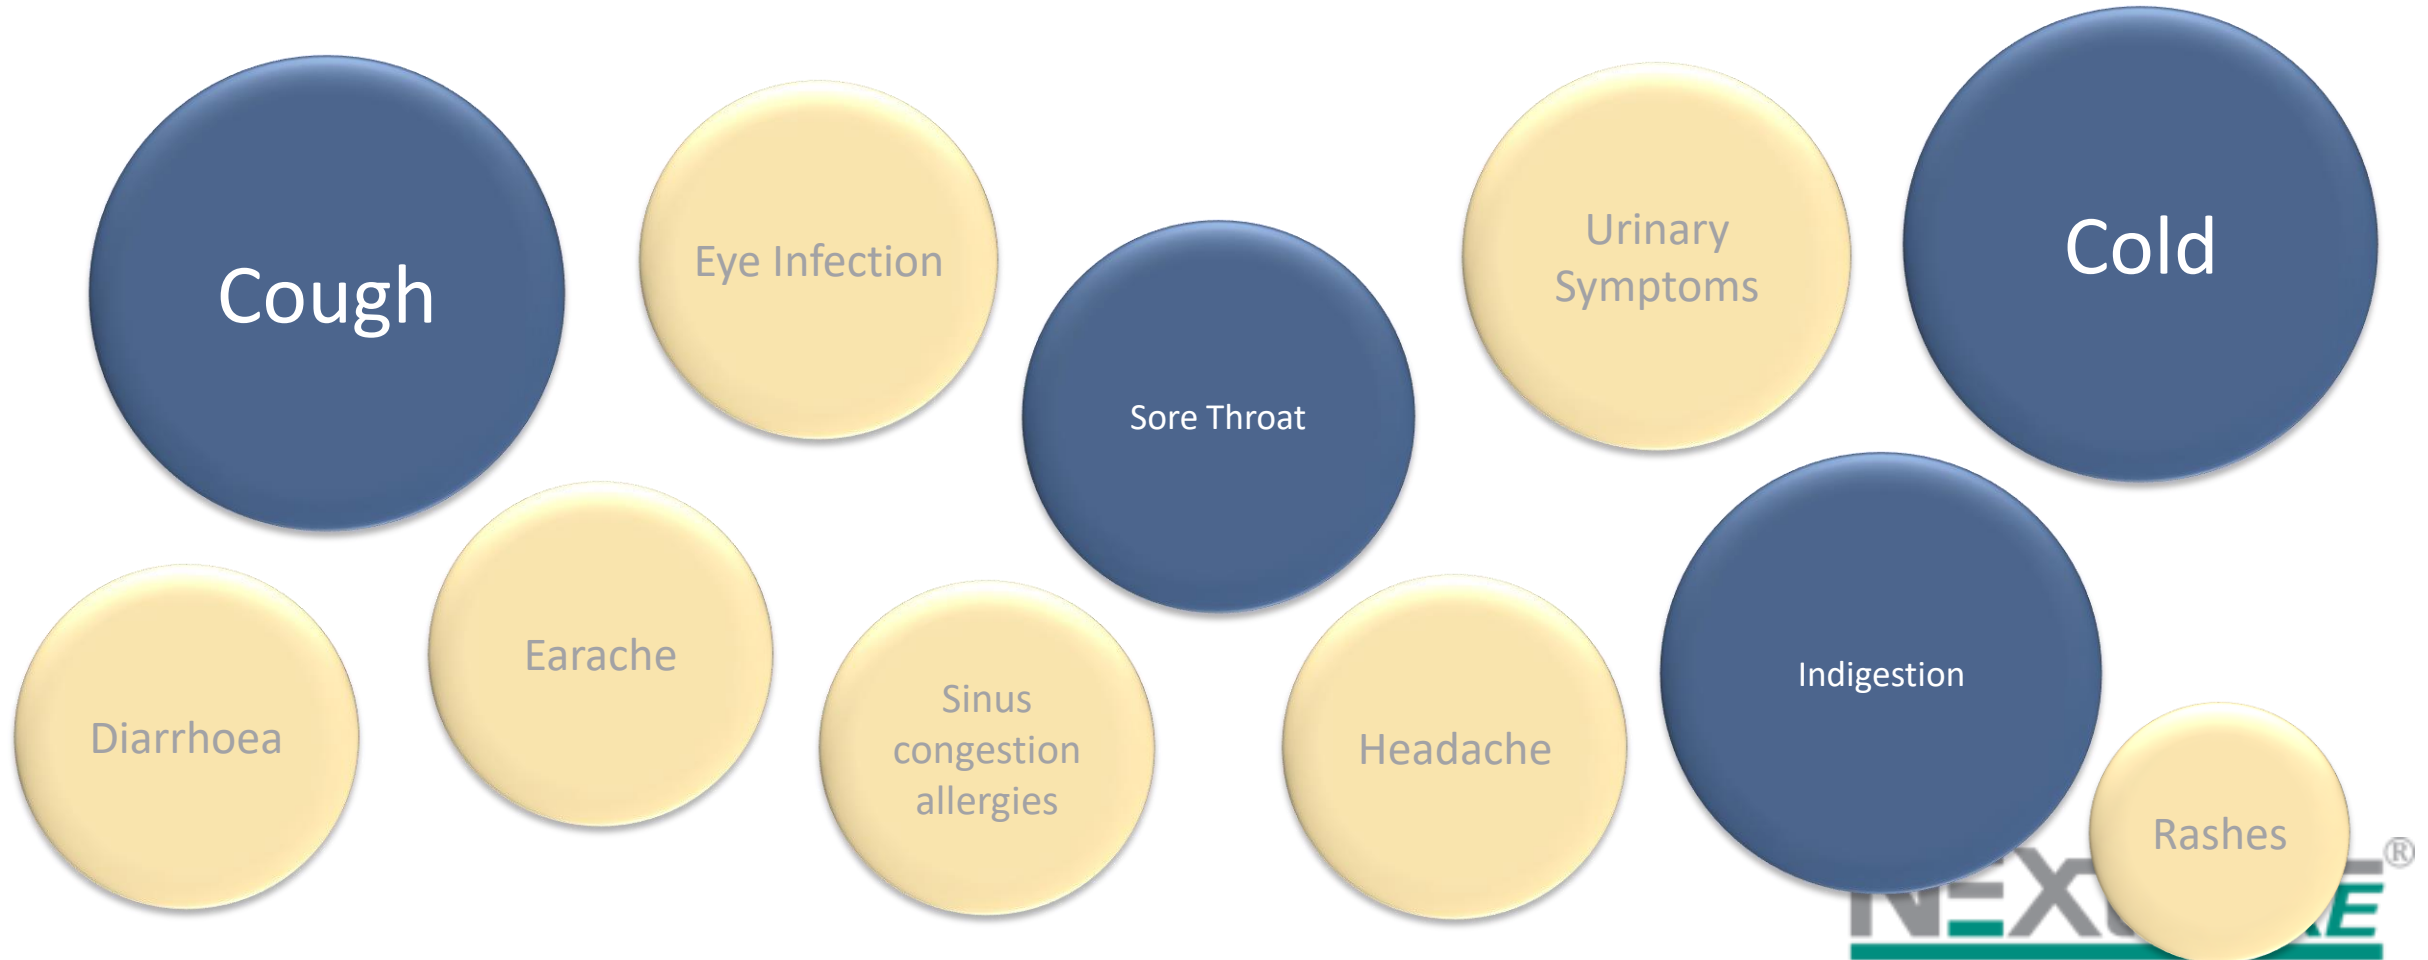 Cough
Eye Infection
Sore Throat
Urinary
Symptoms
Cold
Diarrhoea
Earache
Sinus
congestion
allergies
Headache
Indigestion
Rashes
®